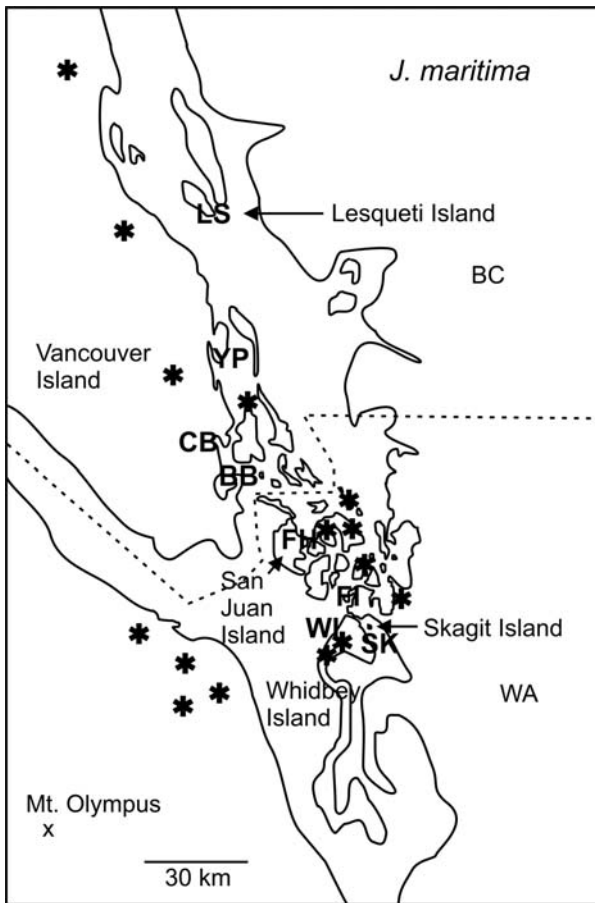 J. maritima
LS
Lesqueti Island
BC
Vancouver
Island
YP
CB
BB
FH
San
Juan
Island
FI
WI
SK
Skagit Island
Whidbey
Island
WA
Mt. Olympus
x
30 km